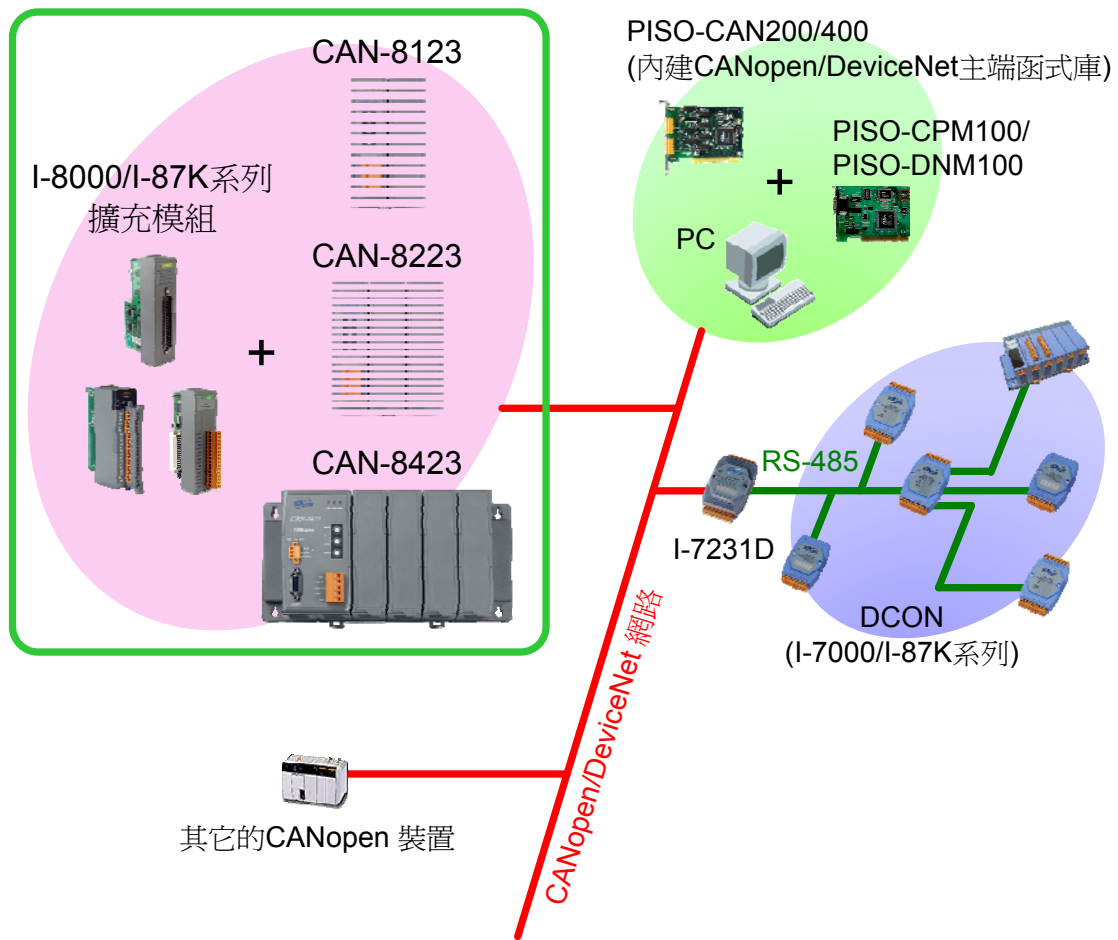 CAN-8123
I-8000/I-87K系列
擴充模組
+
CAN-8223
CAN-8423
PISO-CAN200/400
(內建CANopen/DeviceNet主端函式庫)
PISO-CPM100/
PISO-DNM100
+
PC
RS-485
I-7231D
DCON
(I-7000/I-87K系列)
CANopen/DeviceNet 網路
其它的CANopen 裝置